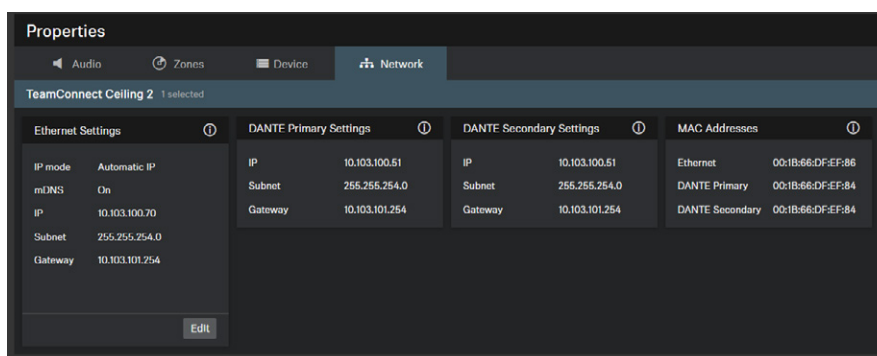 Properties
Audio Zones Device Network
TeamConnect Ceiling 2 1 selected
Ethernet Settings
IP mode Automatic IP
mDNS On
IP 10.103.100.70
Subnet 255.255.254.0
Gateway 10.103.101.254
Edit
DANTE Primary Settings
IP 10.103.100.51
Subnet 255.255.254.0
Gateway 10.103.101.254
DANTE Secondary Settings
IP 10.103.100.51
Subnet 255.255.254.0
Gateway 10.103.101.254
MAC Addresses
Ethernet 00:1B:66:DF:EF:86
DANTE Primary 00:1B:66:DF:EF:84
DANTE Secondary 00:1B:66:DF:EF:84